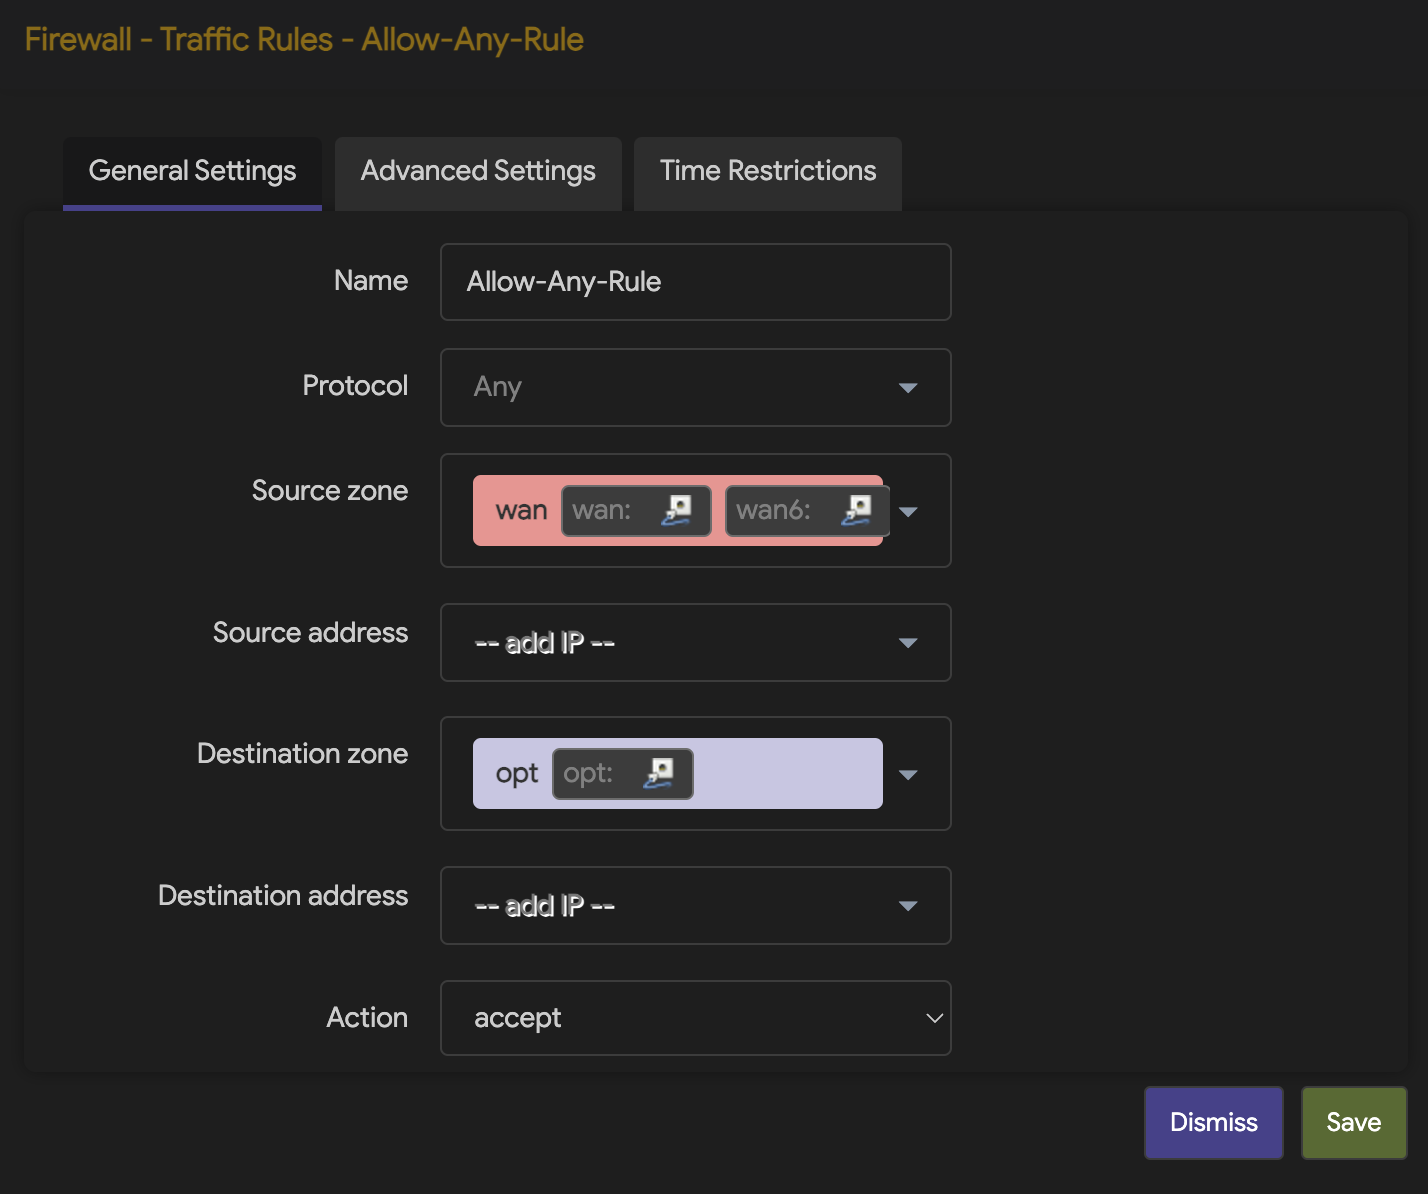 Firewall - Traffic Rules - Allow-Any-Rule
General Settings Advanced Settings Time Restrictions
Name Allow-Any-Rule
Protocol Any
Source zone wan wan: wan6:
Source address -- add IP --
Destination zone opt opt:
Destination address -- add IP --
Action accept
Dismiss Save